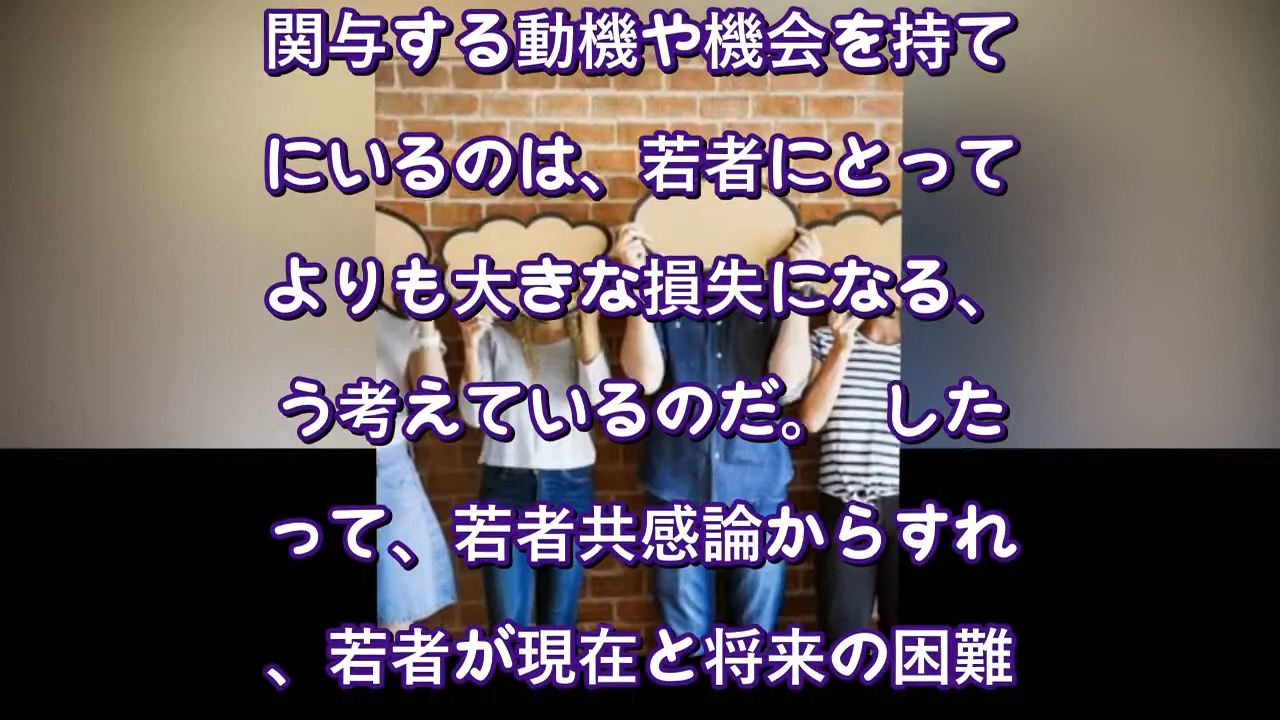 関与する動機や機会を持て
にいるのは、若者にとって
よりも大きな損失になる、
う考えているのだ。　した
って、若者共感論からすれ
、若者が現在と将来の困難